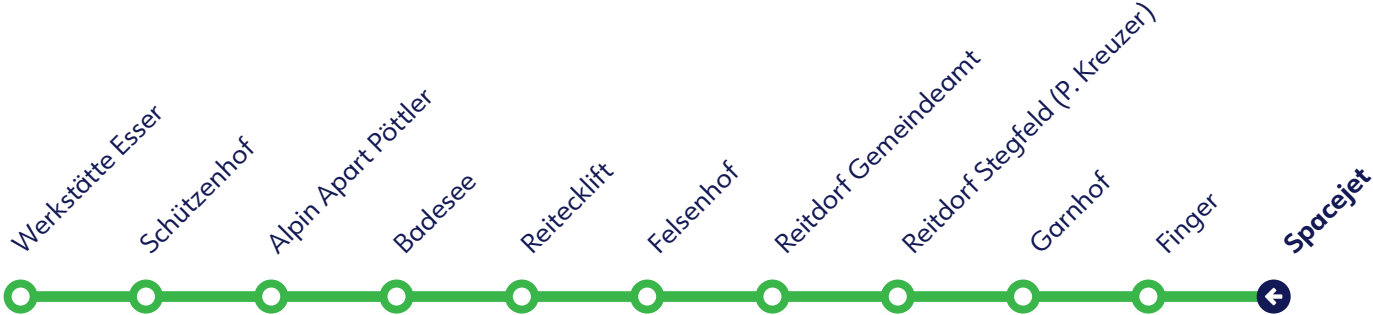 Werkstätte Esser
Schützenhof
Alpin Apart Pöttler
Badesee
Reitecklift
Felsenhof
Reitdorf Gemeindeamt
Reitdorf Stegfeld (P. Kreuzer)
Garnhof
Finger
Spacejet